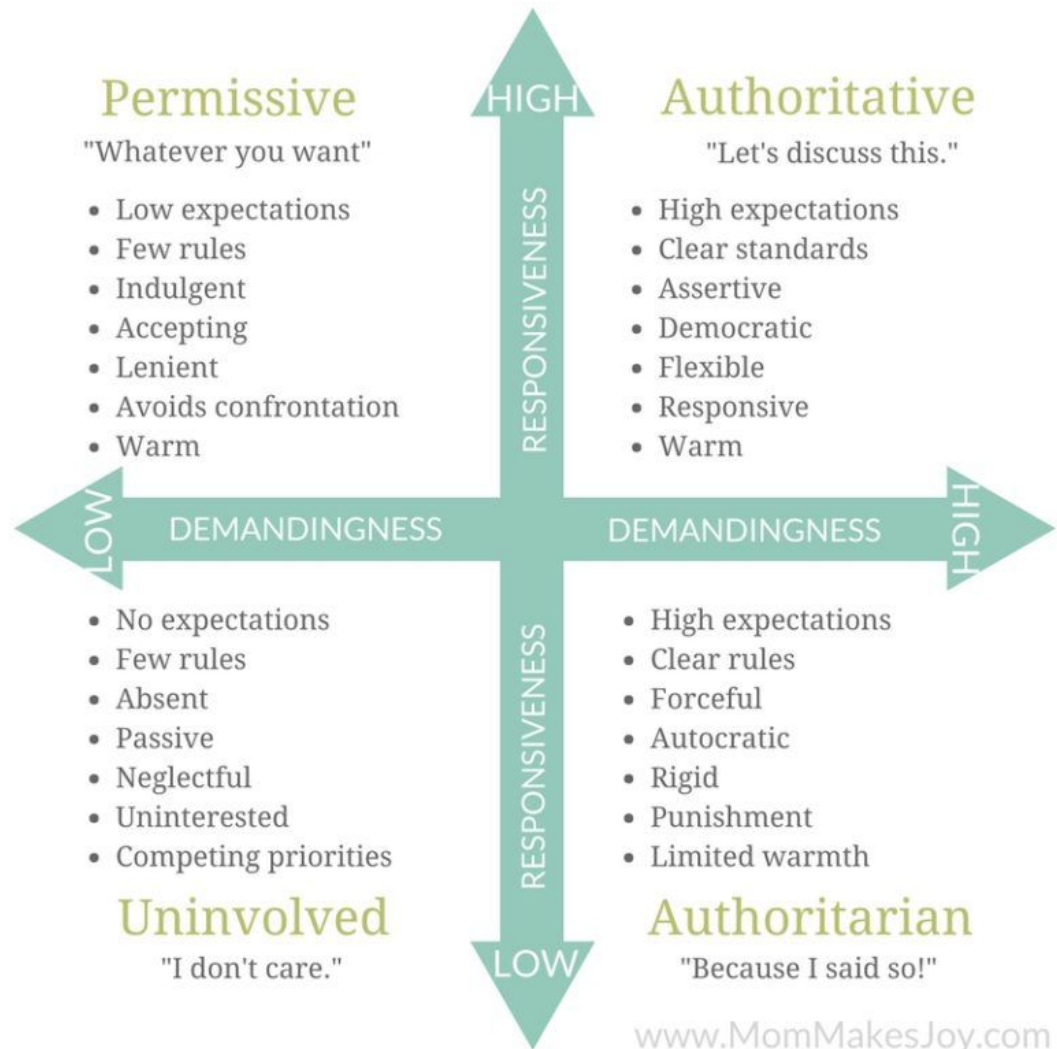 Permissive
"Whatever you want"
• Low expectations
• Few rules
• Indulgent
• Accepting
• Lenient
• Avoids confrontation
• Warm
HIGH
RESPONSIVENESS
Authoritative
"Let's discuss this."
• High expectations
• Clear standards
• Assertive
• Democratic
• Flexible
• Responsive
• Warm
LOW
DEMANDINGNESS
DEMANDINGNESS
HIGH
• No expectations
• Few rules
• Absent
• Passive
• Neglectful
• Uninterested
• Competing priorities
Uninvolved
"I don't care."
RESPONSIVENESS
LOW
• High expectations
• Clear rules
• Forceful
• Autocratic
• Rigid
• Punishment
• Limited warmth
Authoritarian
"Because I said so!"
www.MomMakesJoy.com